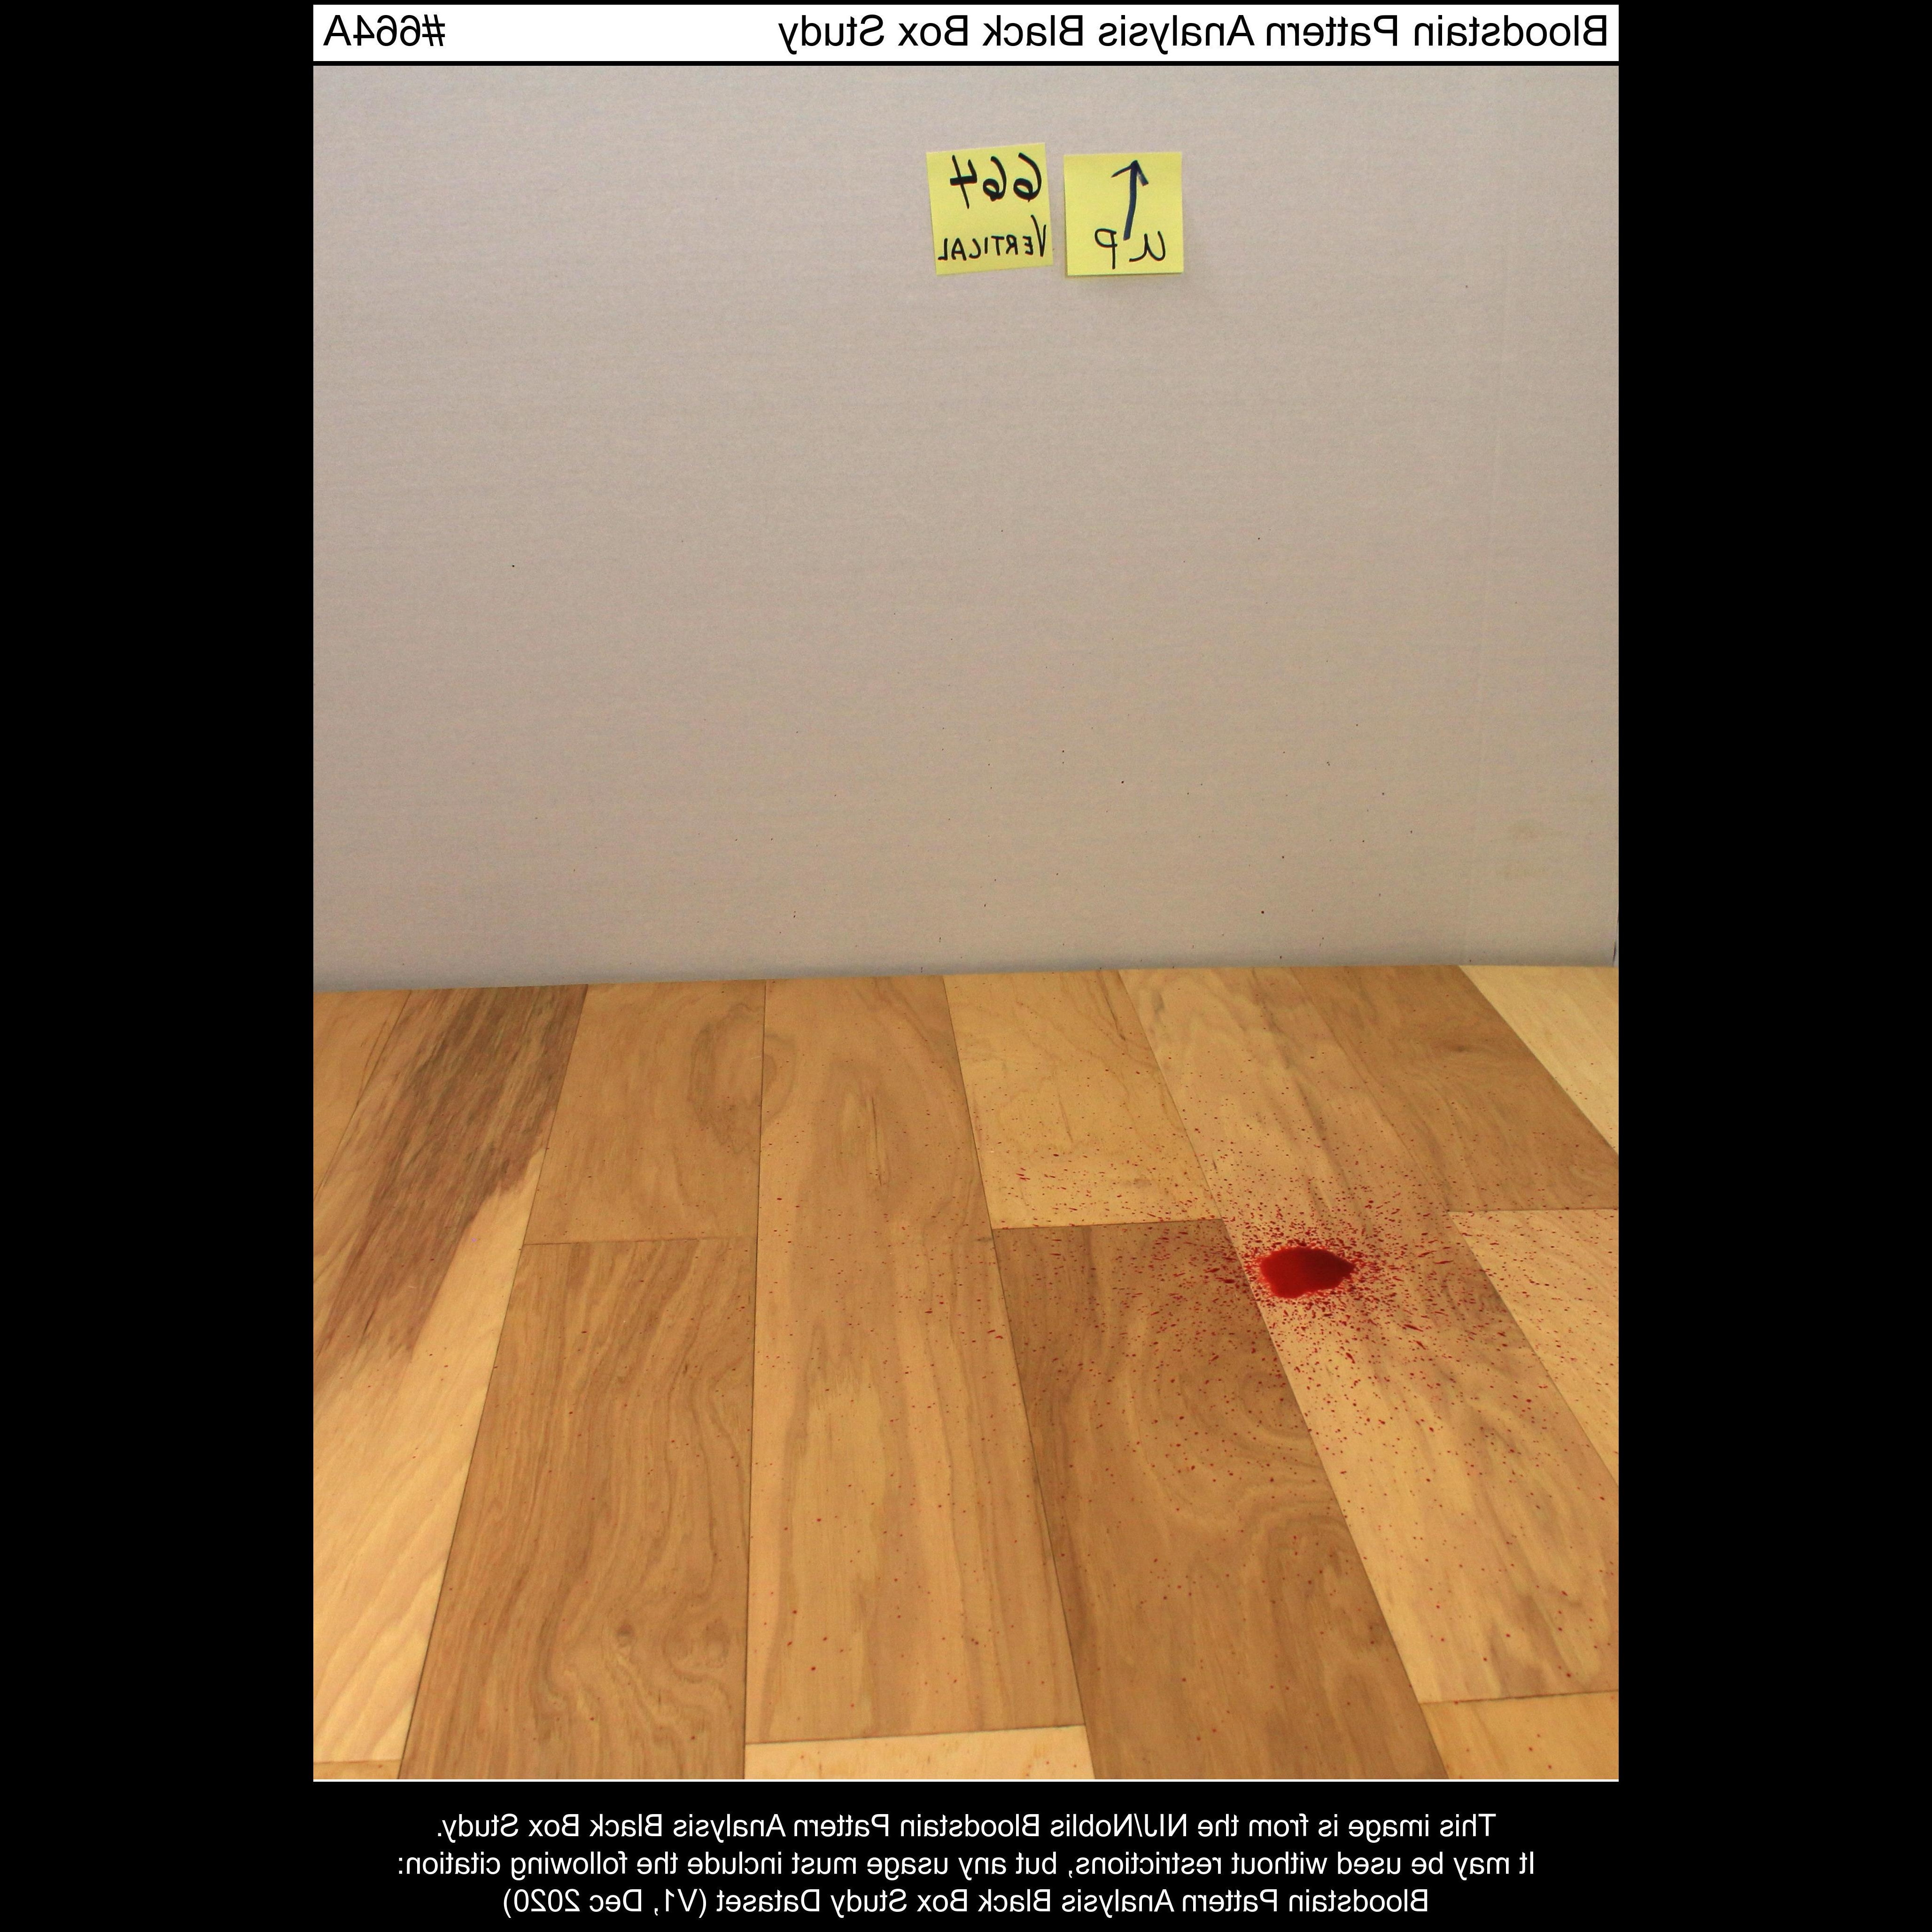 Bloodstain Pattern Analysis Black Box Study #664A
UP
664
VERTICAL
This image is from the NIJ/Noblis Bloodstain Pattern Analysis Black Box Study.
It may be used without restrictions, but any usage must include the following citation:
Bloodstain Pattern Analysis Black Box Study Dataset (V1, Dec 2020)